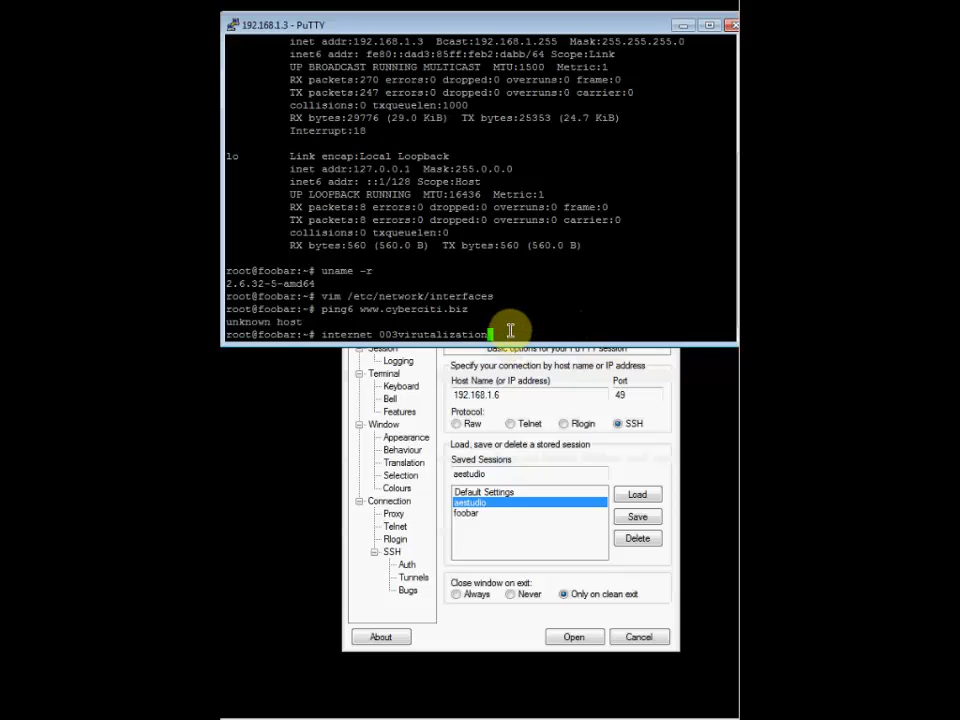 192.168.1.3 - PuTTY
inet addr:192.168.1.3 Bcast:192.168.1.255 Mask:255.255.255.0
inet6 addr: fe80::dad3:85ff:feb2:dabb/64 Scope:Link
UP BROADCAST RUNNING MULTICAST MTU:1500 Metric:1
RX packets:270 errors:0 dropped:0 overruns:0 frame:0
TX packets:247 errors:0 dropped:0 overruns:0 carrier:0
collisions:0 txqueuelen:1000
RX bytes:29776 (29.0 KiB) TX bytes:25353 (24.7 KiB)
Interrupt:18
lo Link encap:Local Loopback
inet addr:127.0.0.1 Mask:255.0.0.0
inet6 addr: ::1/128 Scope:Host
UP LOOPBACK RUNNING MTU:16436 Metric:1
RX packets:8 errors:0 dropped:0 overruns:0 frame:0
TX packets:8 errors:0 dropped:0 overruns:0 carrier:0
collisions:0 txqueuelen:0
RX bytes:560 (560.0 B) TX bytes:560 (560.0 B)
root@foobar:~# uname -r
2.6.32-5-amd64
root@foobar:~# vim /etc/network/interfaces
root@foobar:~# ping6 www.cyberciti.biz
unknown host
root@foobar:~# internet 003virutalization
Session
Logging
Terminal
Keyboard
Bell
Features
Window
Appearance
Behaviour
Translation
Selection
Colours
Connection
Proxy
Telnet
Rlogin
SSH
Auth
Tunnels
Bugs
Basic options for your PuTTY session
Specify your connection by host name or IP address
Host Name (or IP address) Port
192.168.1.6 49
Protocol:
Raw Telnet Rlogin SSH
Load, save or delete a stored session
Saved Sessions
aestudio
Default Settings
aestudio
foobar
Load
Save
Delete
Close window on exit:
Always Never Only on clean exit
About Open Cancel